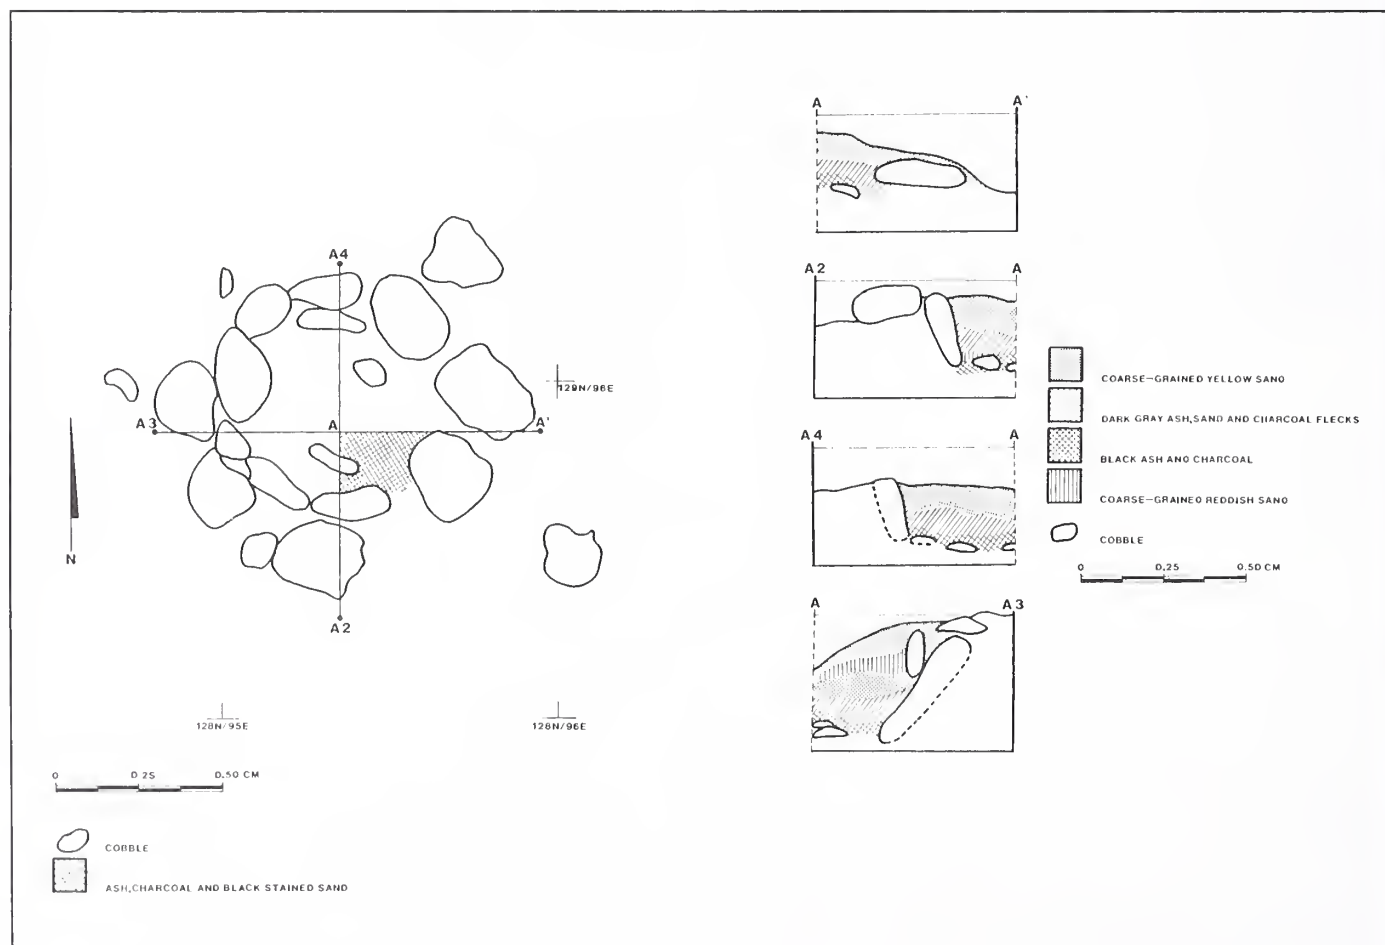 A4
129N/96E
A3
A
A'
N
A2
128N/95E
128N/96E
0 0.25 0.50 CM
COBBLE
ASH, CHARCOAL AND BLACK STAINED SAND
A A'
A2 A
A4 A
A A3
COARSE-GRAINED YELLOW SAND
DARK GRAY ASH, SAND AND CHARCOAL FLECKS
BLACK ASH AND CHARCOAL
COARSE-GRAINED REDDISH SAND
COBBLE
0 0.25 0.50 CM